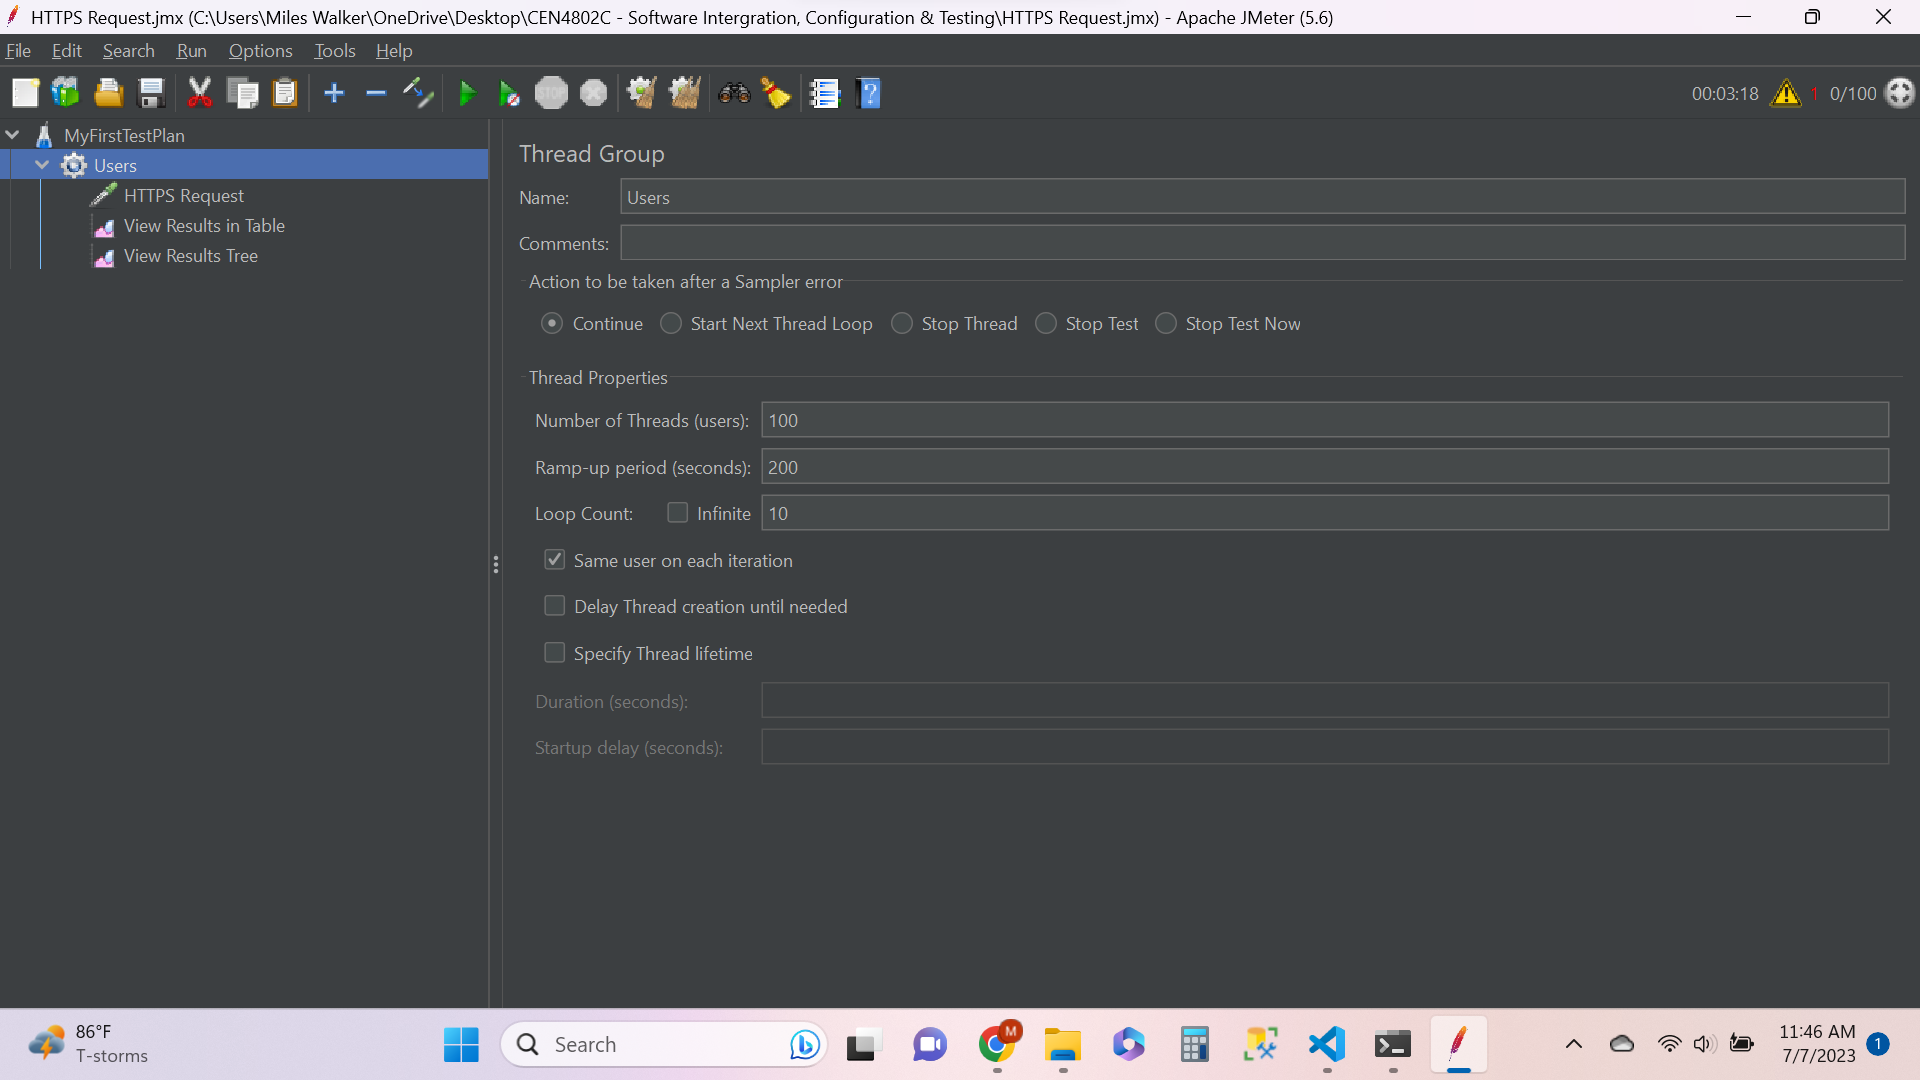 HTTPS Request.jmx (C:\Users\Miles Walker\OneDrive\Desktop\CEN4802C - Software Intergration, Configuration & Testing\HTTPS Request.jmx) - Apache JMeter (5.6)
File Edit Search Run Options Tools Help
STOP
00:03:18 1 0/100
MyFirstTestPlan
Users
HTTPS Request
View Results in Table
View Results Tree
Thread Group
Name: Users
Comments:
Action to be taken after a Sampler error
Continue Start Next Thread Loop Stop Thread Stop Test Stop Test Now
Thread Properties
Number of Threads (users): 100
Ramp-up period (seconds): 200
Loop Count: Infinite 10
Same user on each iteration
Delay Thread creation until needed
Specify Thread lifetime
Duration (seconds):
Startup delay (seconds):
86°F
T-storms
Search
M
11:46 AM
7/7/2023
1